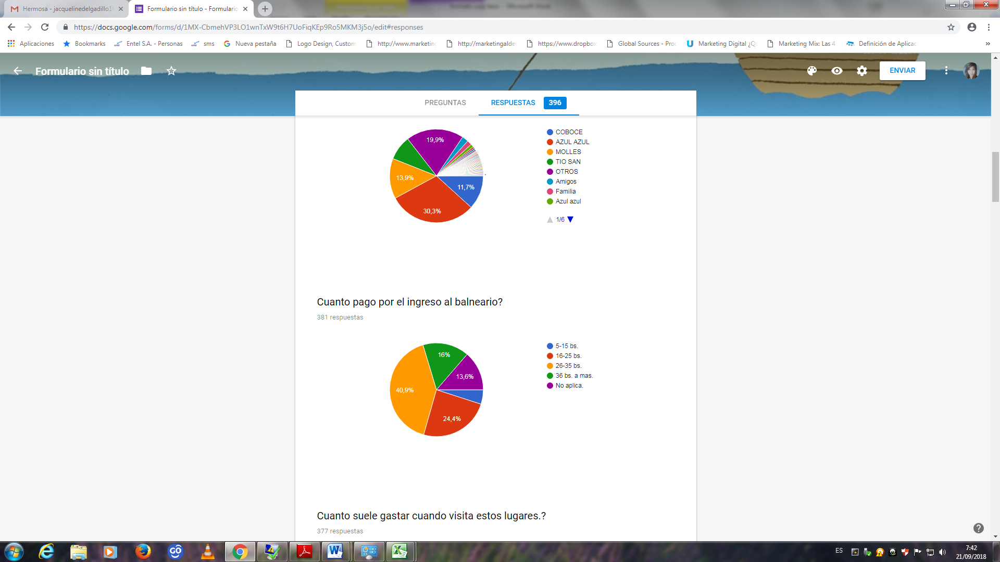 Hermosa - jacquelinedelgadillo15
Formulario sin título - Formulario
https://docs.google.com/forms/d/1MX-CbmehVP3LO1wnTxW9t6H7UoFiqKEp9Ro5MKM3j5o/edit#responses
Aplicaciones Bookmarks Entel S.A. - Personas sms Nueva pestaña Logo Design, Custom http://www.marketing http://marketingalde https://www.dropbox Global Sources - Proc Marketing Digital ¿Q Marketing Mix: Las 4 Definición de Aplicac »
Formulario sin título
ENVIAR
PREGUNTAS RESPUESTAS 396
19,9%
13,9%
11,7%
30,3%
COBOCE
AZUL AZUL
MOLLES
TIO SAN
OTROS
Amigos
Familia
Azul azul
1/6
Cuanto pago por el ingreso al balneario?
381 respuestas
16%
13,6%
40,9%
24,4%
5-15 bs.
16-25 bs.
26-35 bs.
36 bs. a mas.
No aplica.
Cuanto suele gastar cuando visita estos lugares.?
377 respuestas
ES
7:42
21/09/2018